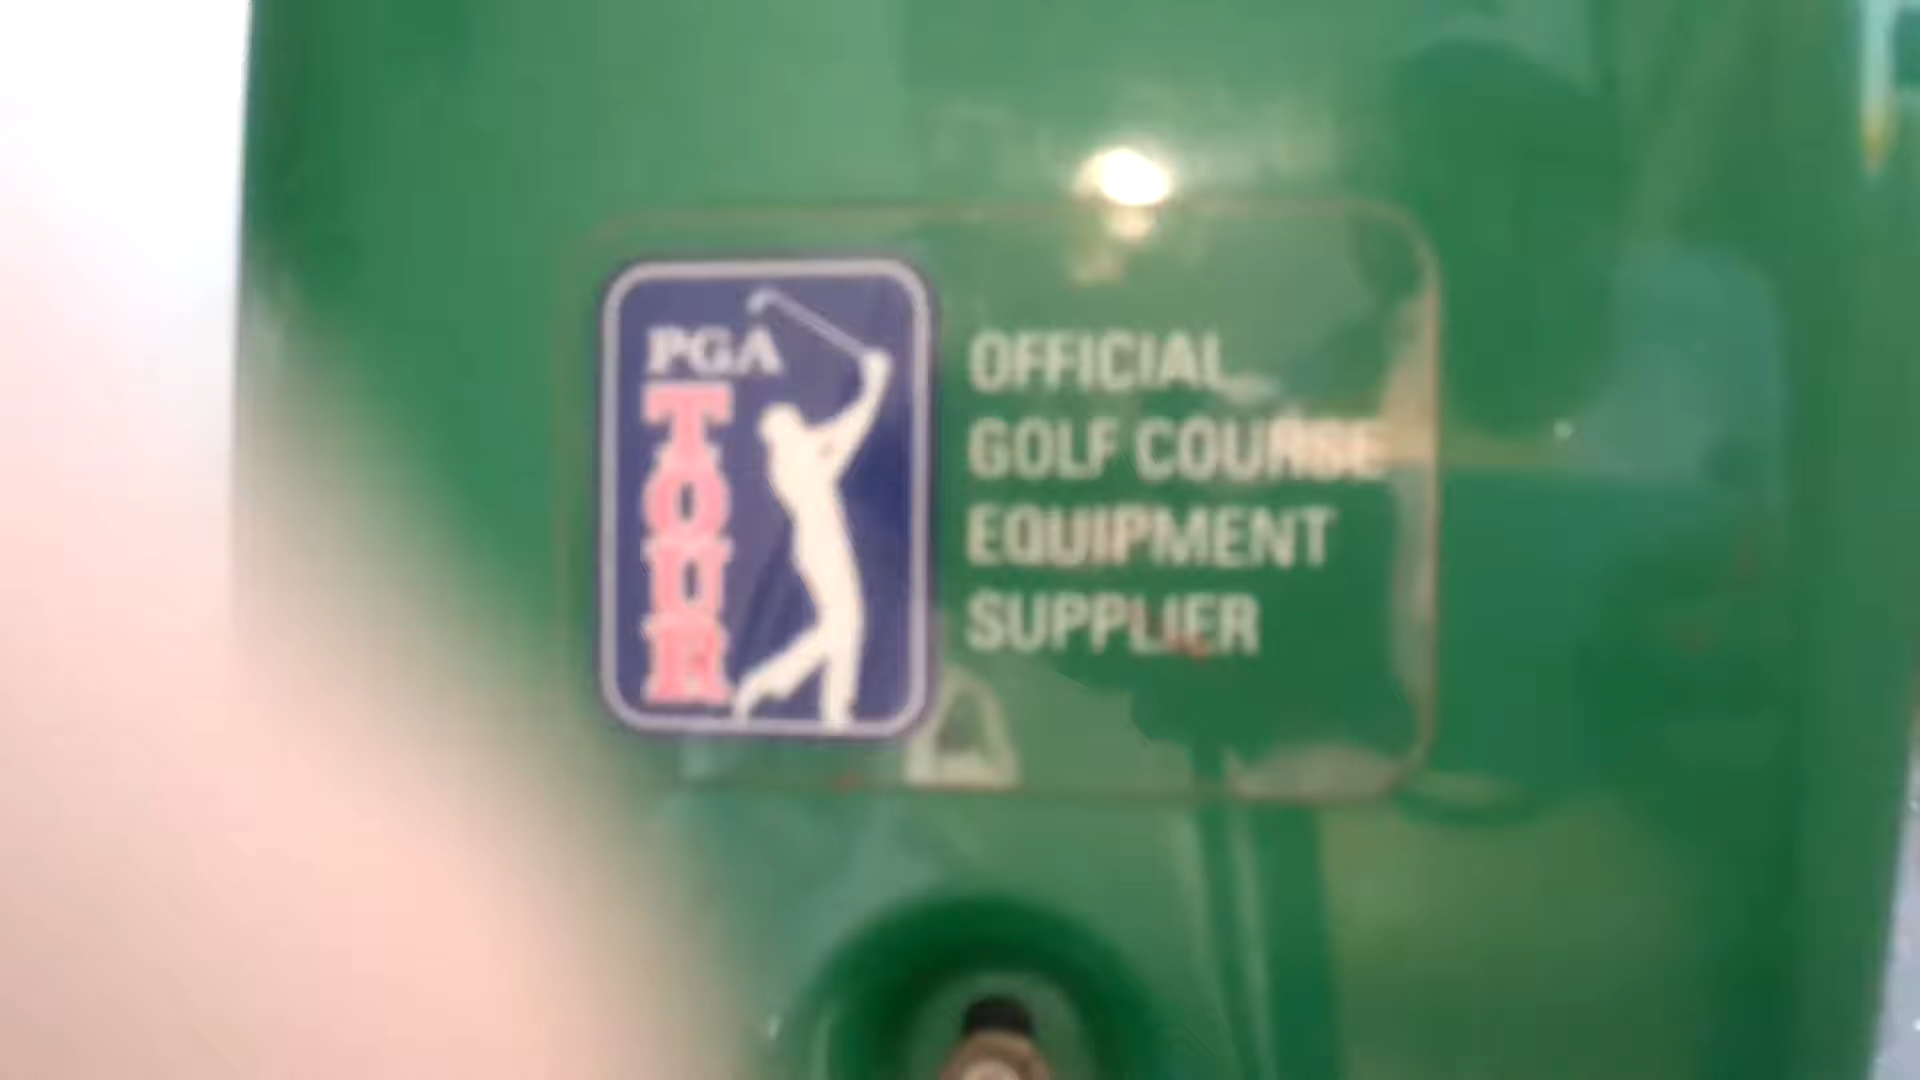 PGA
TOUR
OFFICIAL
GOLF COURSE
EQUIPMENT
SUPPLIER